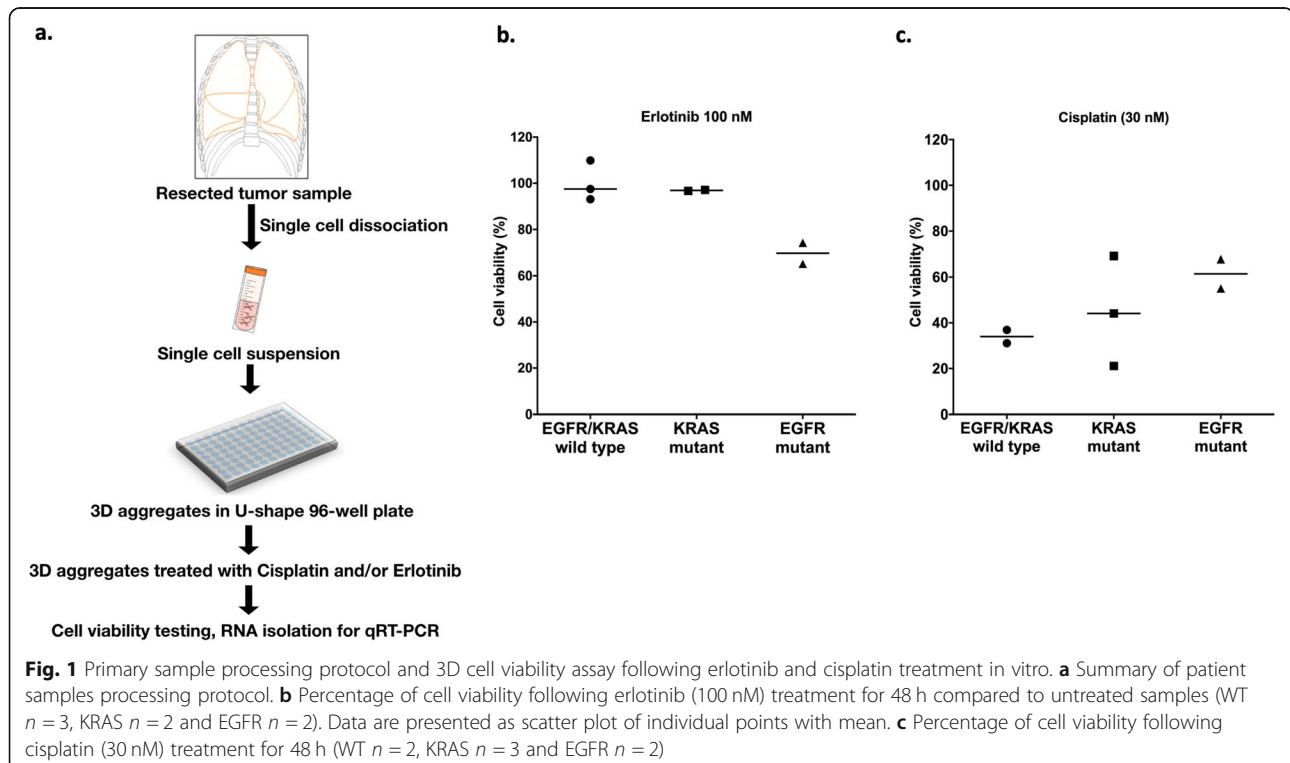 a.
Resected tumor sample
Single cell dissociation
Single cell suspension
3D aggregates in U-shape 96-well plate
3D aggregates treated with Cisplatin and/or Erlotinib
Cell viability testing, RNA isolation for qRT-PCR
b.
Erlotinib 100 nM
Cell viability (%)
120
100
80
60
40
20
0
EGFR/KRAS
wild type
KRAS
mutant
EGFR
mutant
c.
Cisplatin (30 nM)
Cell viability (%)
120
100
80
60
40
20
0
EGFR/KRAS
wild type
KRAS
mutant
EGFR
mutant
Fig. 1 Primary sample processing protocol and 3D cell viability assay following erlotinib and cisplatin treatment in vitro. a Summary of patient
samples processing protocol. b Percentage of cell viability following erlotinib (100 nM) treatment for 48 h compared to untreated samples (WT
n = 3, KRAS n = 2 and EGFR n = 2). Data are presented as scatter plot of individual points with mean. c Percentage of cell viability following
cisplatin (30 nM) treatment for 48 h (WT n = 2, KRAS n = 3 and EGFR n = 2)